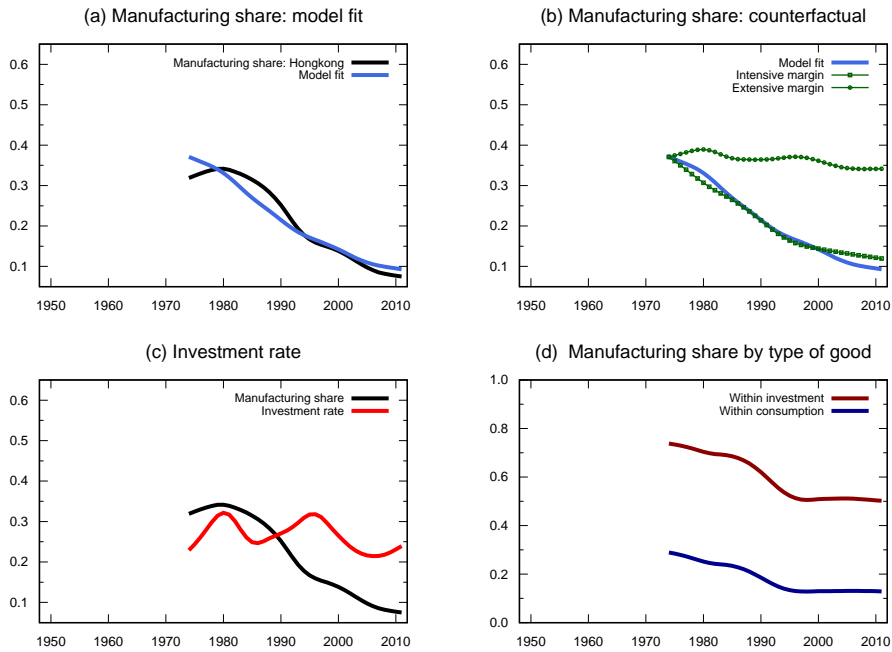 (a) Manufacturing share: model fit
0.6
0.5
0.4
0.3
0.2
0.1
Manufacturing share: Hongkong
Model fit
1950 1960 1970 1980 1990 2000 2010
(b) Manufacturing share: counterfactual
0.6
0.5
0.4
0.3
0.2
0.1
Model fit
Intensive margin
Extensive margin
1950 1960 1970 1980 1990 2000 2010
(c) Investment rate
0.6
0.5
0.4
0.3
0.2
0.1
Manufacturing share
Investment rate
1950 1960 1970 1980 1990 2000 2010
(d) Manufacturing share by type of good
1.0
0.8
0.6
0.4
0.2
0.0
Within investment
Within consumption
1950 1960 1970 1980 1990 2000 2010